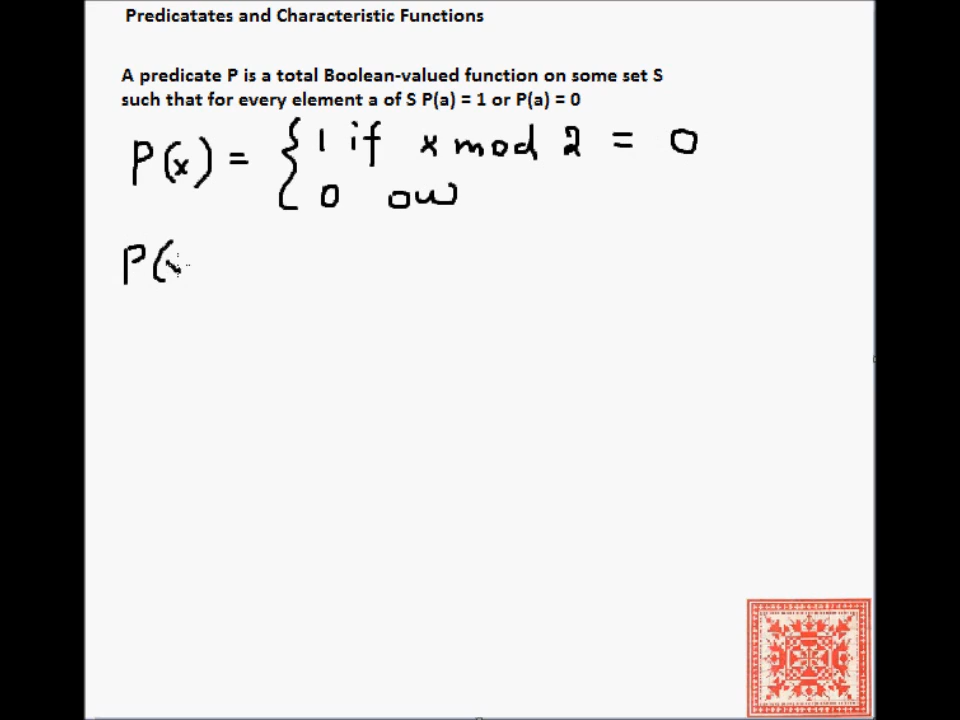 Predicatates and Characteristic Functions
A predicate P is a total Boolean-valued function on some set S
such that for every element a of S P(a) = 1 or P(a) = 0
P(x) = { 1 if x mod 2 = 0
0 ow
P(